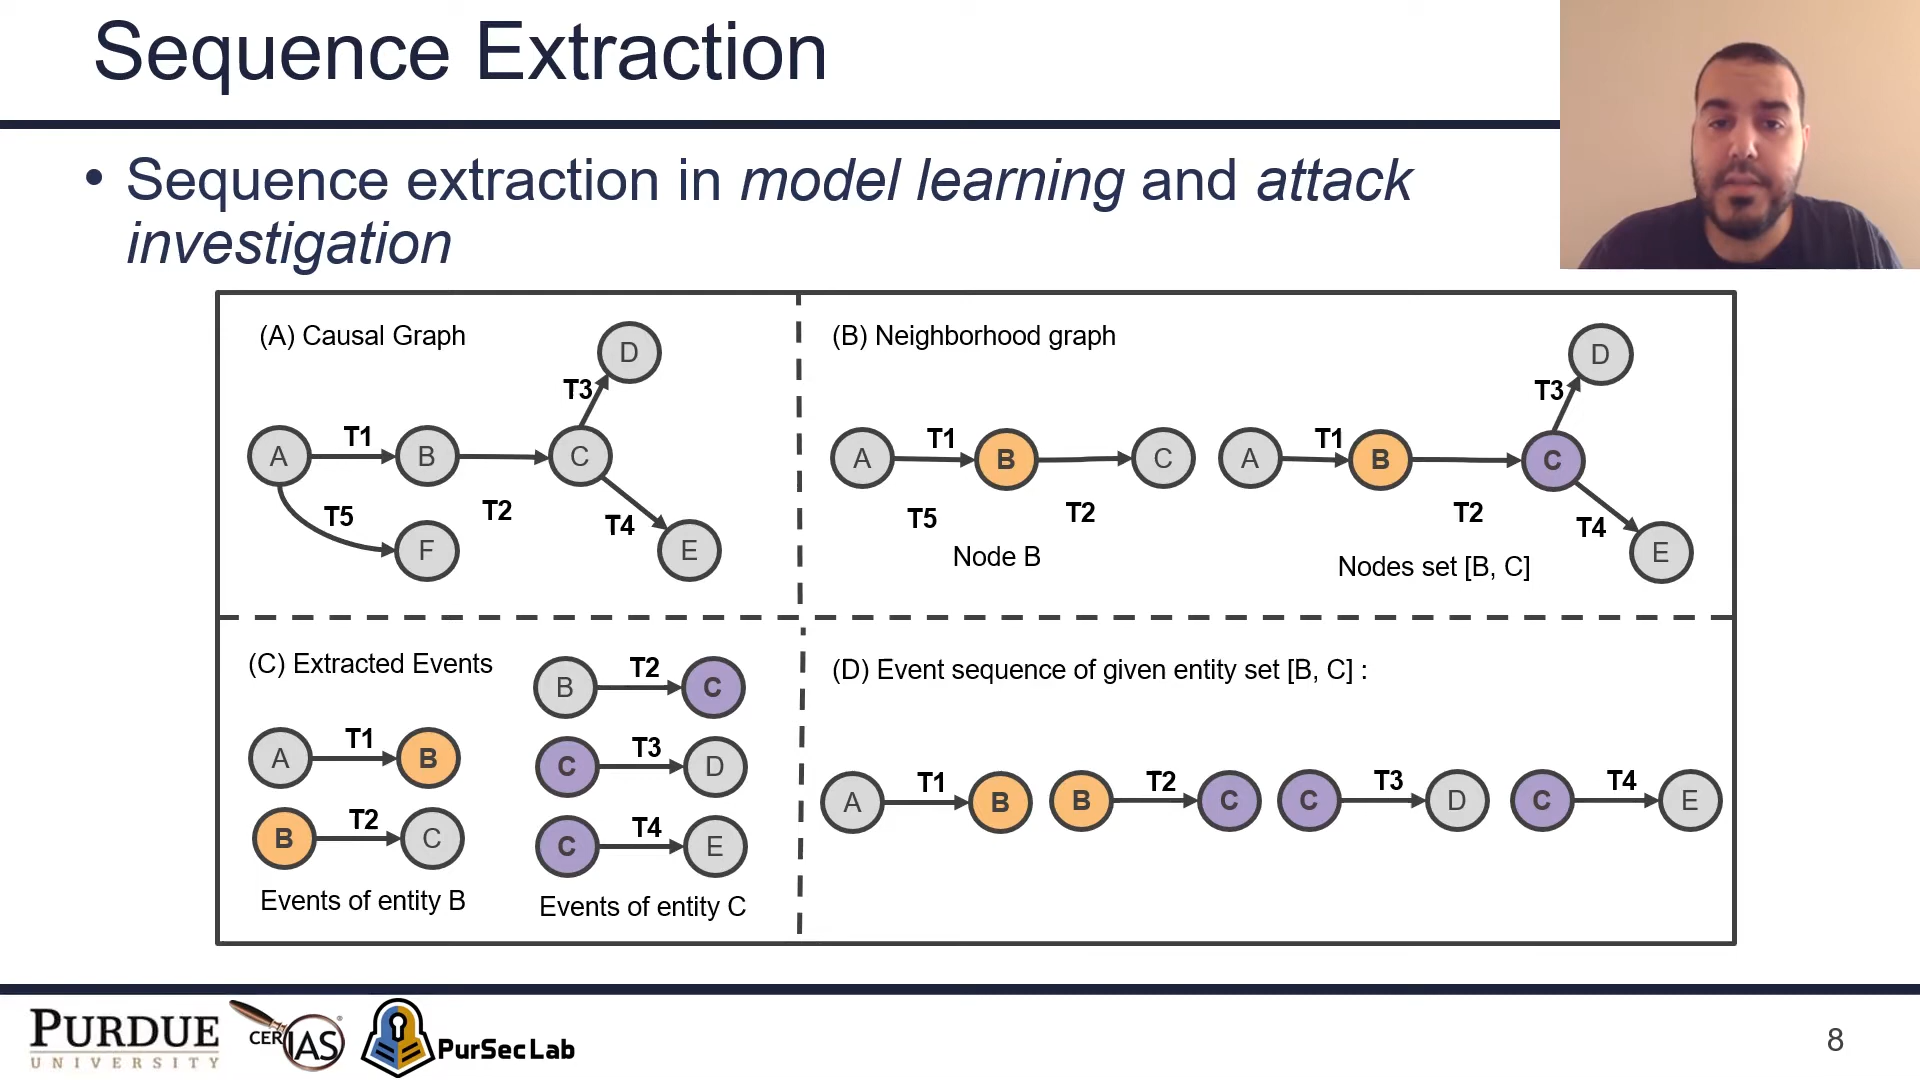 Sequence Extraction
• Sequence extraction in model learning and attack
investigation
(A) Causal Graph
D
T3
A
T1
B
C
T5
T2
T4
F
E
(B) Neighborhood graph
D
T3
A
T1
B
C
A
T1
B
C
T5
T2
T2
T4
Node B
Nodes set [B, C]
E
(C) Extracted Events
B
T2
C
A
T1
B
C
T3
D
B
T2
C
C
T4
E
Events of entity B
Events of entity C
(D) Event sequence of given entity set [B, C] :
A
T1
B
B
T2
C
C
T3
D
C
T4
E
PURDUE
UNIVERSITY
CERIAS
®
PurSecLab
8